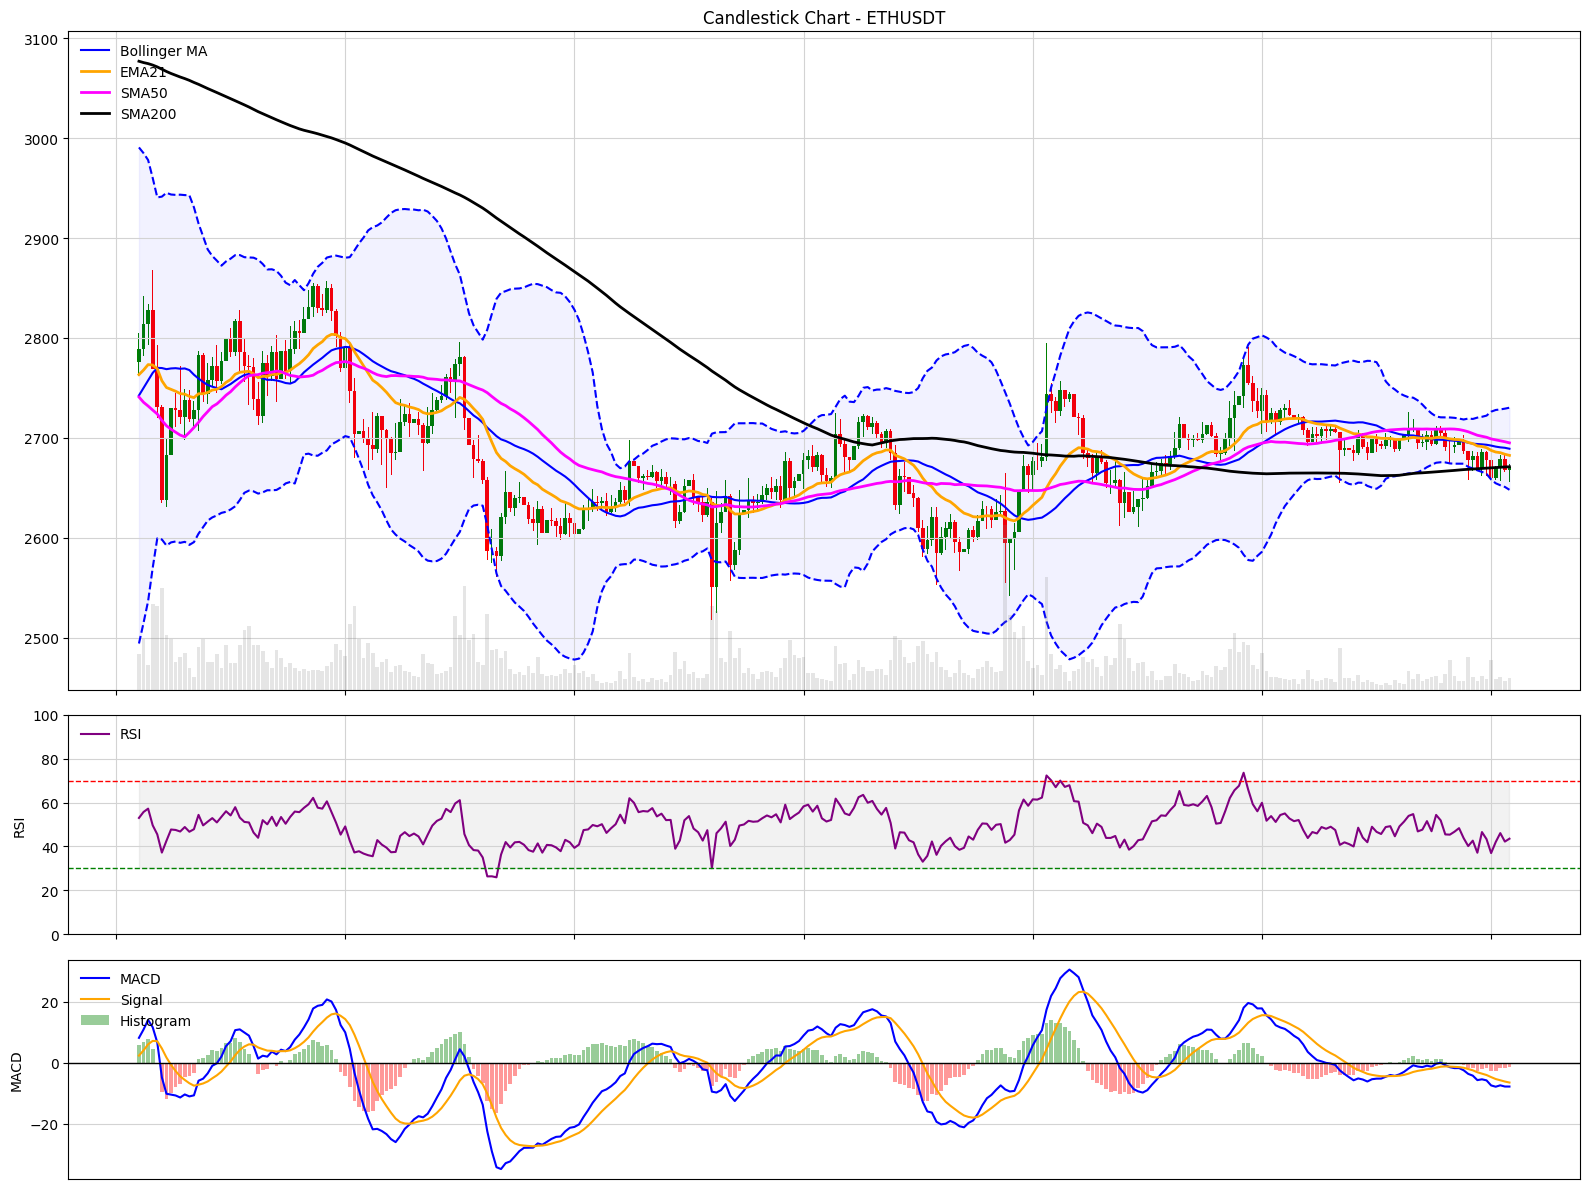 Candlestick Chart - ETHUSDT
Bollinger MA
EMA21
SMA50
SMA200
3100
3000
2900
2800
2700
2600
2500
RSI
RSI
100
80
60
40
20
0
MACD
Signal
Histogram
MACD
20
0
−20